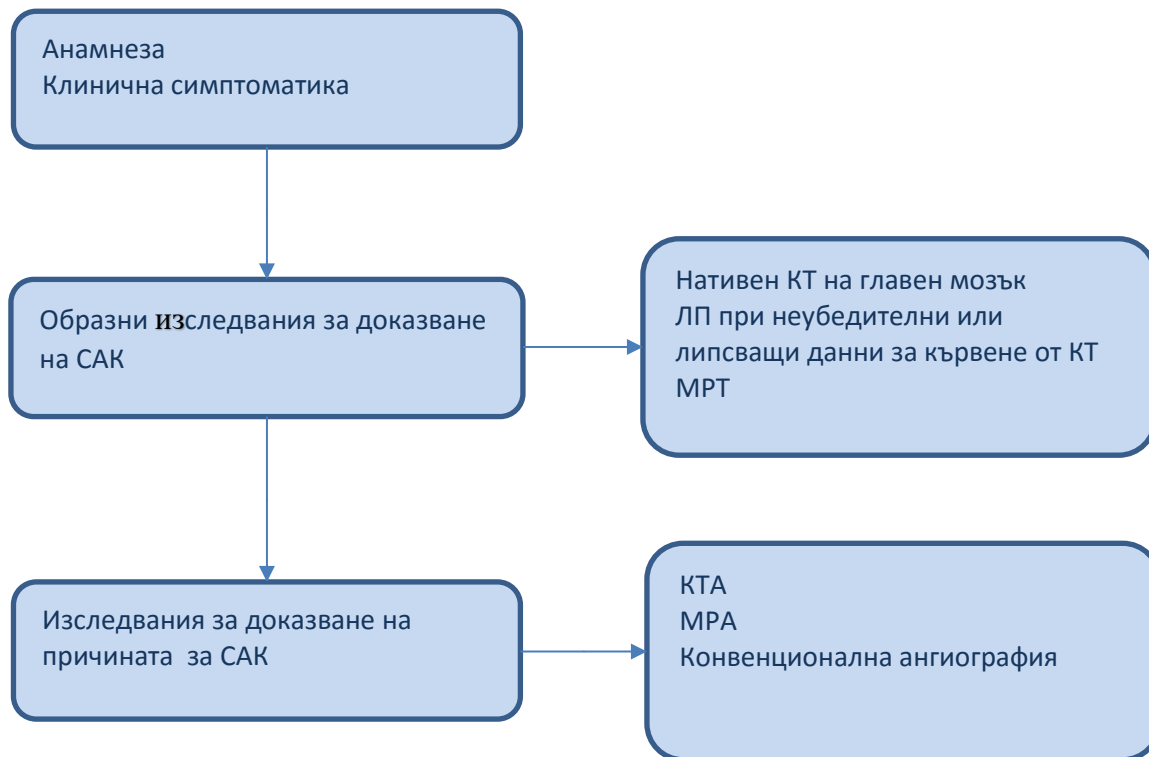 Анамнеза
Клинична симптоматика
Образни изследвания за доказване
на САК
Нативен КТ на главен мозък
ЛП при неубедителни или
липсващи данни за кървене от КТ
МРТ
Изследвания за доказване на
причината за САК
КТА
МРА
Конвенционална ангиография